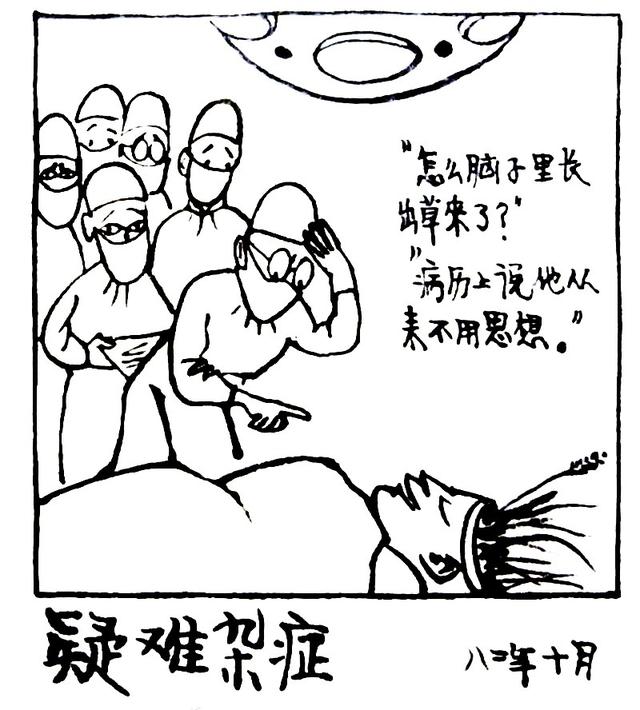 "怎么脑子里长
出草来了?"
"病历上说他从
来不用思想。"
疑难杂症
八二年十月